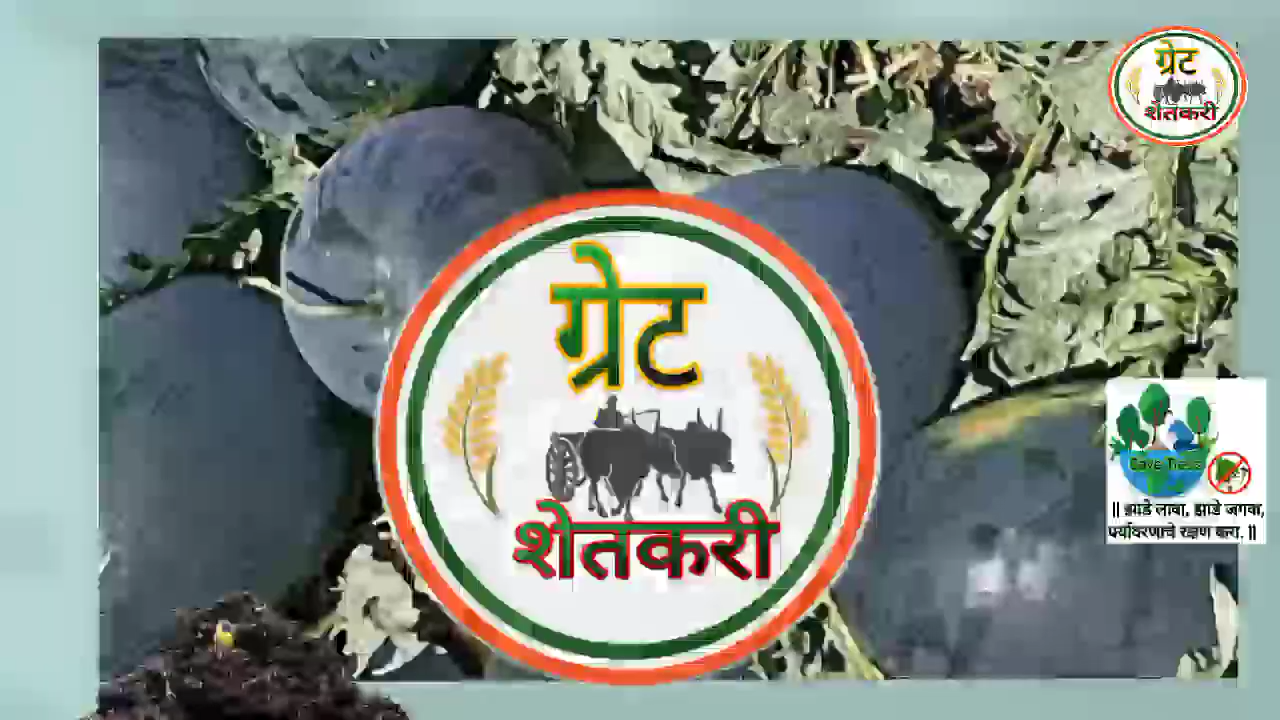 ग्रेट
शेतकरी
ग्रेट
शेतकरी
Save Trees
॥ झाडे लावा, झाडे जगवा,
पर्यावरणाचे रक्षण करा. ॥